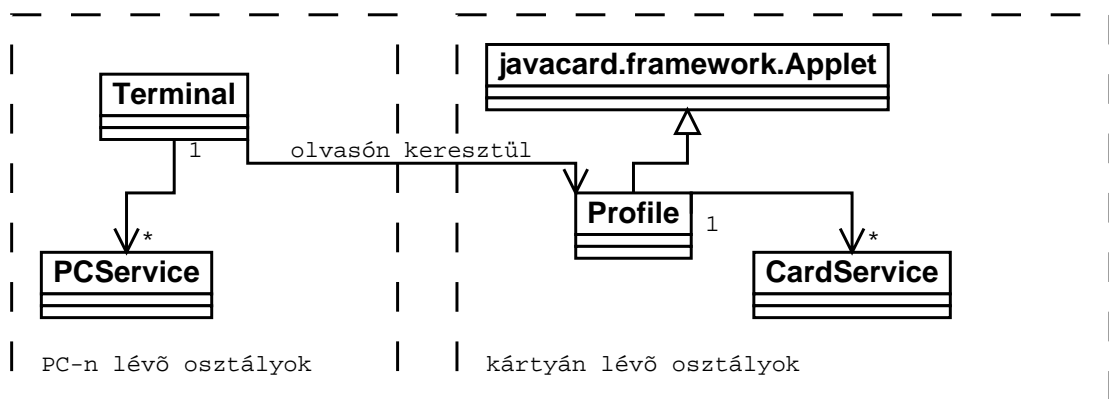 javacard.framework.Applet
Terminal
1
olvasón keresztül
Profile
1
*
*
PCService
CardService
PC-n lévõ osztályok
kártyán lévõ osztályok